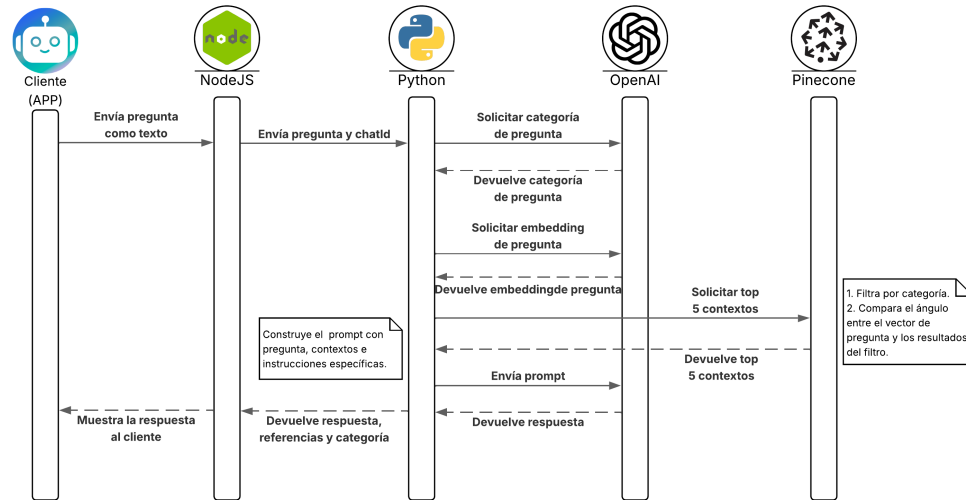 node
Cliente
(APP)
NodeJS
Python
OpenAI
Pinecone
Envía pregunta
como texto
Envía pregunta y chatId
Solicitar categoría
de pregunta
Devuelve categoría
de pregunta
Solicitar embedding
de pregunta
Devuelve embeddingde pregunta
Solicitar top
5 contextos
1. Filtra por categoría.
2. Compara el ángulo
entre el vector de
pregunta y los resultados
del filtro.
Construye el prompt con
pregunta, contextos e
instrucciones específicas.
Devuelve top
5 contextos
Envía prompt
Devuelve respuesta
Devuelve respuesta,
referencias y categoría
Muestra la respuesta
al cliente